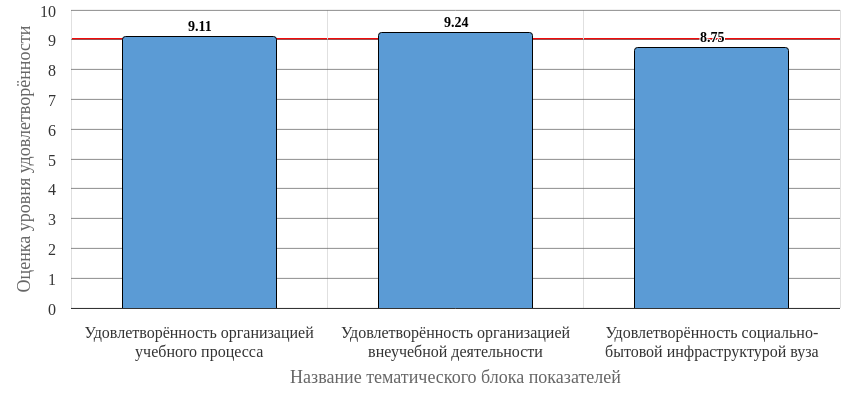 Оценка уровня удовлетворённости
10
9
8
7
6
5
4
3
2
1
0
9.11
9.24
8.75
Удовлетворённость организацией
учебного процесса
Удовлетворённость организацией
внеучебной деятельности
Удовлетворённость социально-
бытовой инфраструктурой вуза
Название тематического блока показателей